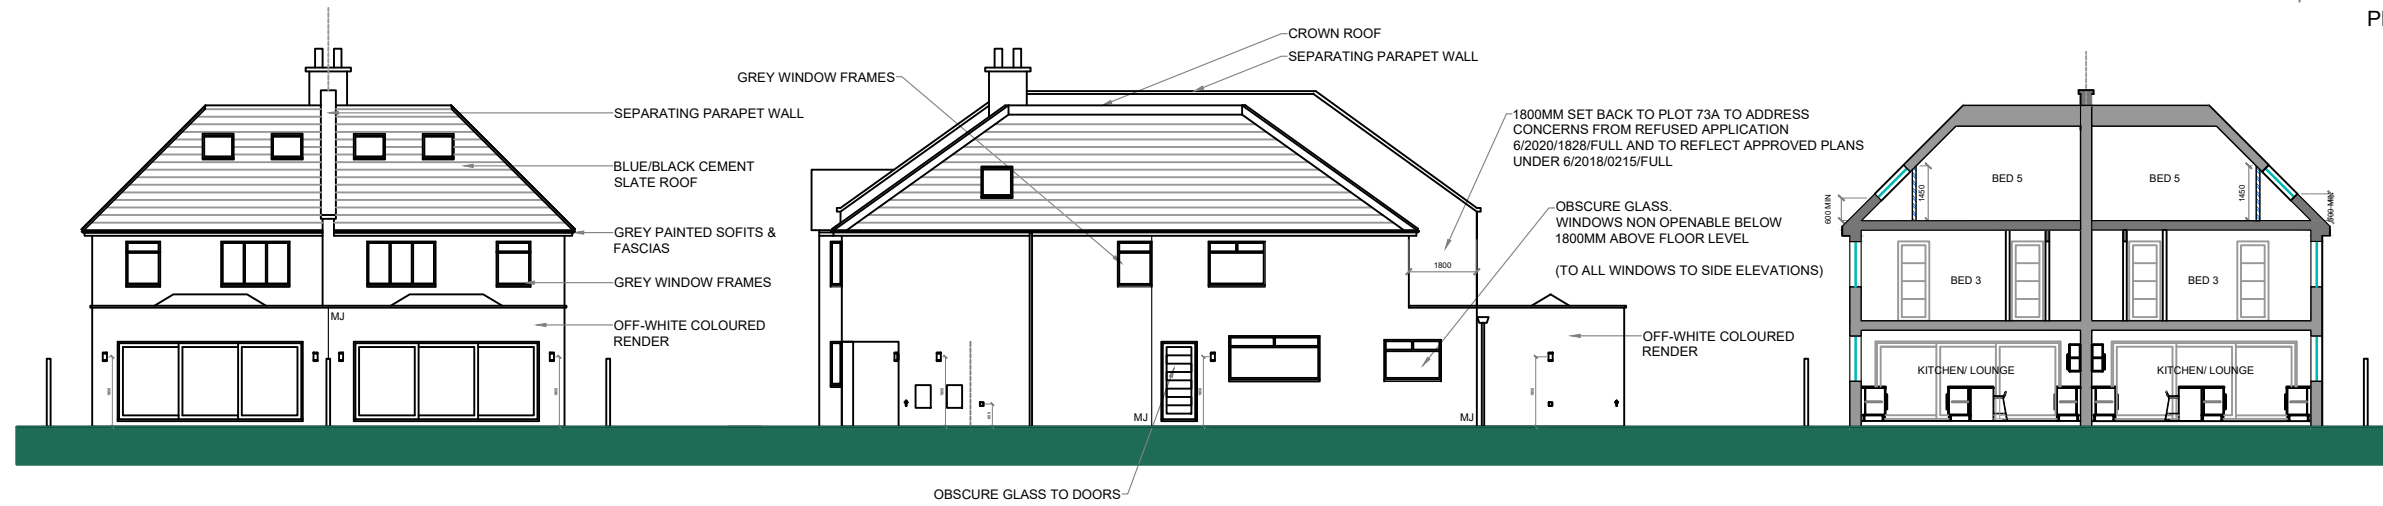 SEPARATING PARAPET WALL
BLUE/BLACK CEMENT
SLATE ROOF
GREY PAINTED SOFITS &
FASCIAS
GREY WINDOW FRAMES
OFF-WHITE COLOURED
RENDER
MJ
GREY WINDOW FRAMES
CROWN ROOF
SEPARATING PARAPET WALL
1800MM SET BACK TO PLOT 73A TO ADDRESS
CONCERNS FROM REFUSED APPLICATION
6/2020/1828/FULL AND TO REFLECT APPROVED PLANS
UNDER 6/2018/0215/FULL
OBSCURE GLASS.
WINDOWS NON OPENABLE BELOW
1800MM ABOVE FLOOR LEVEL
(TO ALL WINDOWS TO SIDE ELEVATIONS)
1800
OFF-WHITE COLOURED
RENDER
MJ
MJ
OBSCURE GLASS TO DOORS
BED 5
BED 5
1450
1450
600 MIN
600 MIN
BED 3
BED 3
KITCHEN/ LOUNGE
KITCHEN/ LOUNGE